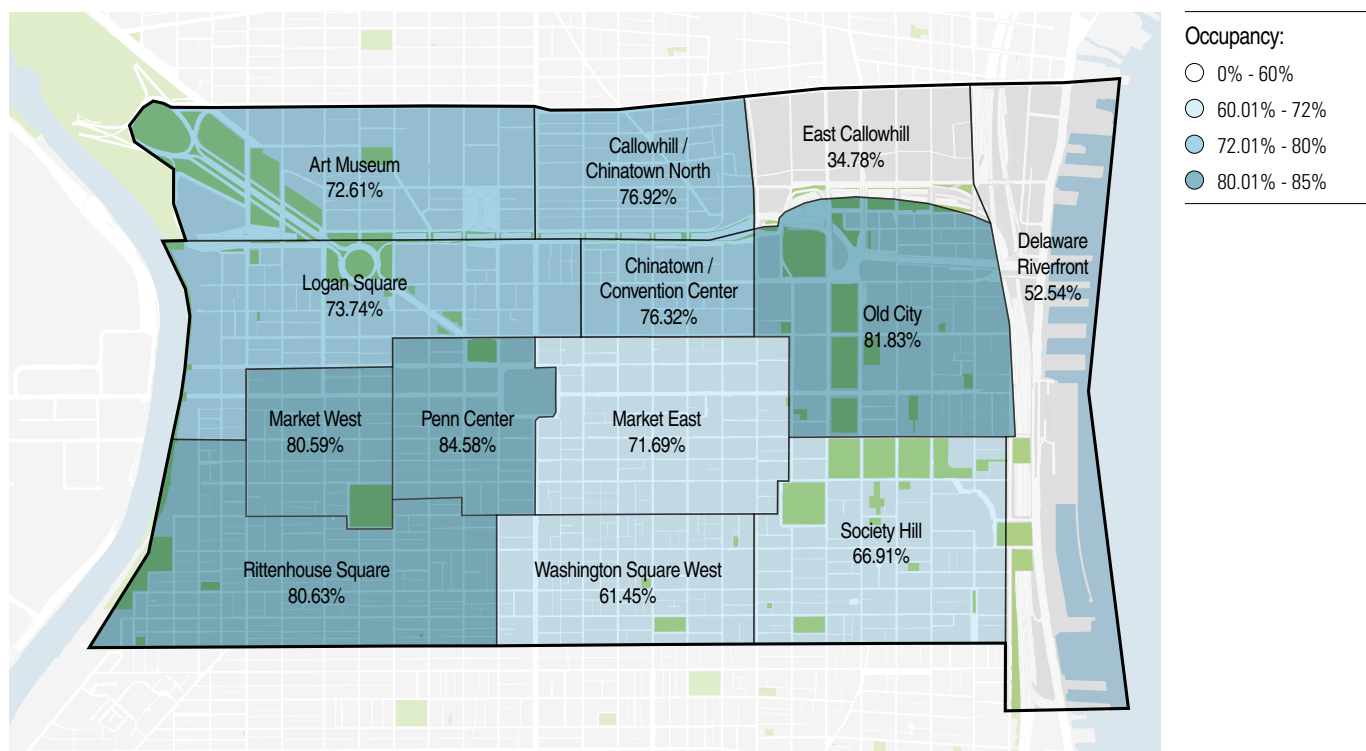 Occupancy:
0% - 60%
60.01% - 72%
72.01% - 80%
80.01% - 85%
Art Museum
72.61%
Callowhill /
Chinatown North
76.92%
East Callowhill
34.78%
Delaware
Riverfront
52.54%
Logan Square
73.74%
Chinatown /
Convention Center
76.32%
Old City
81.83%
Market West
80.59%
Penn Center
84.58%
Market East
71.69%
Society Hill
66.91%
Rittenhouse Square
80.63%
Washington Square West
61.45%